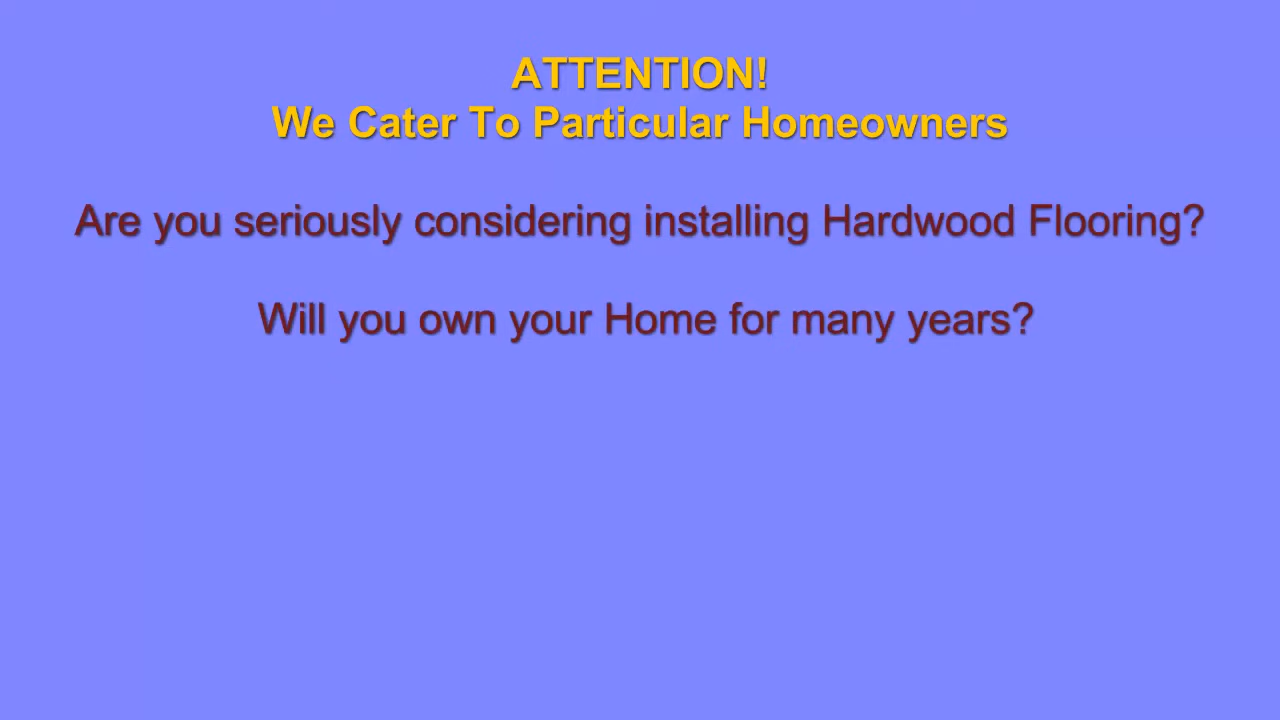 ATTENTION!
We Cater To Particular Homeowners
Are you seriously considering installing Hardwood Flooring?
Will you own your Home for many years?